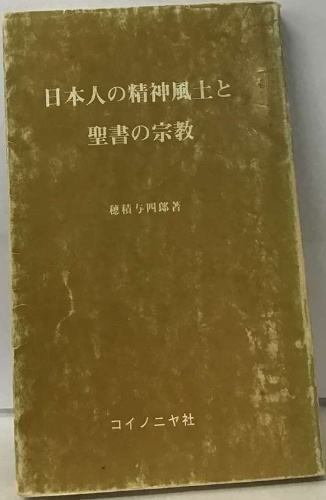 日本人の精神風土と
聖書の宗教
穂積与四郎著
コイノニヤ社